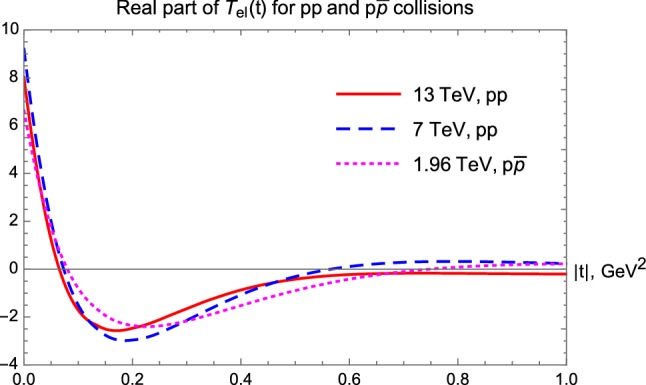 Real part of Tel(t) for pp and pp̅ collisions
10
8
6
4
2
0
−2
−4
13 TeV, pp
7 TeV, pp
1.96 TeV, pp̅
|t|, GeV²
0.0 0.2 0.4 0.6 0.8 1.0